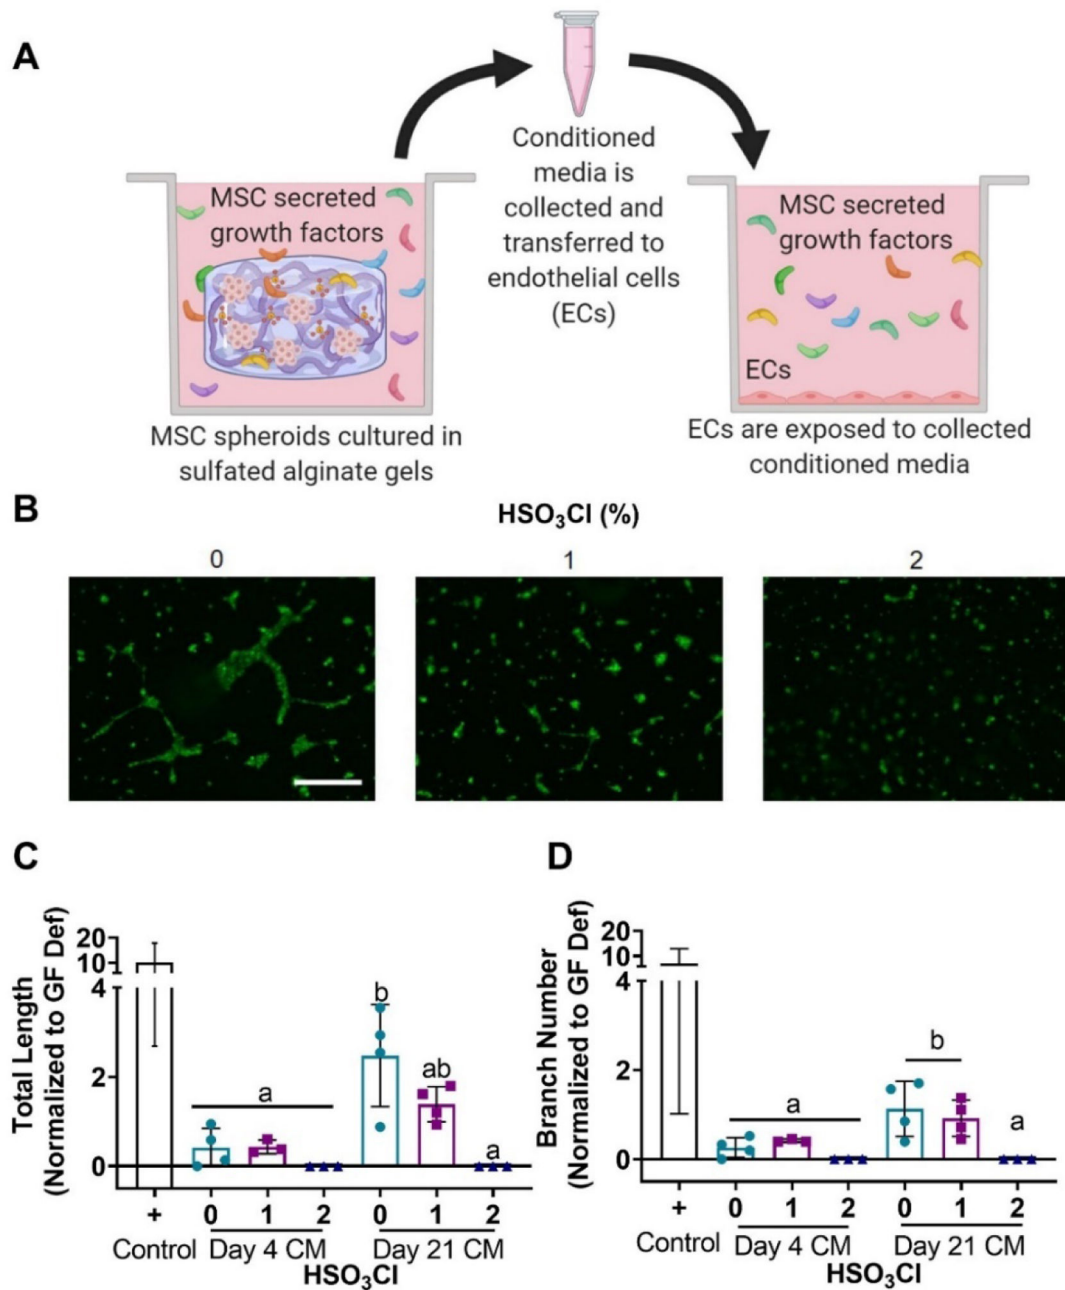 A
MSC secreted
growth factors
MSC spheroids cultured in
sulfated alginate gels
Conditioned
media is
collected and
transferred to
endothelial cells
(ECs)
MSC secreted
growth factors
ECs
ECs are exposed to collected
conditioned media
B
HSO₃Cl (%)
0
1
2
C
Total Length
(Normalized to GF Def)
20
10
4
2
0
a
b
ab
a
+
0
1
2
0
1
2
Control
Day 4 CM
Day 21 CM
HSO₃Cl
D
Branch Number
(Normalized to GF Def)
20
10
4
2
0
a
b
a
+
0
1
2
0
1
2
Control
Day 4 CM
Day 21 CM
HSO₃Cl